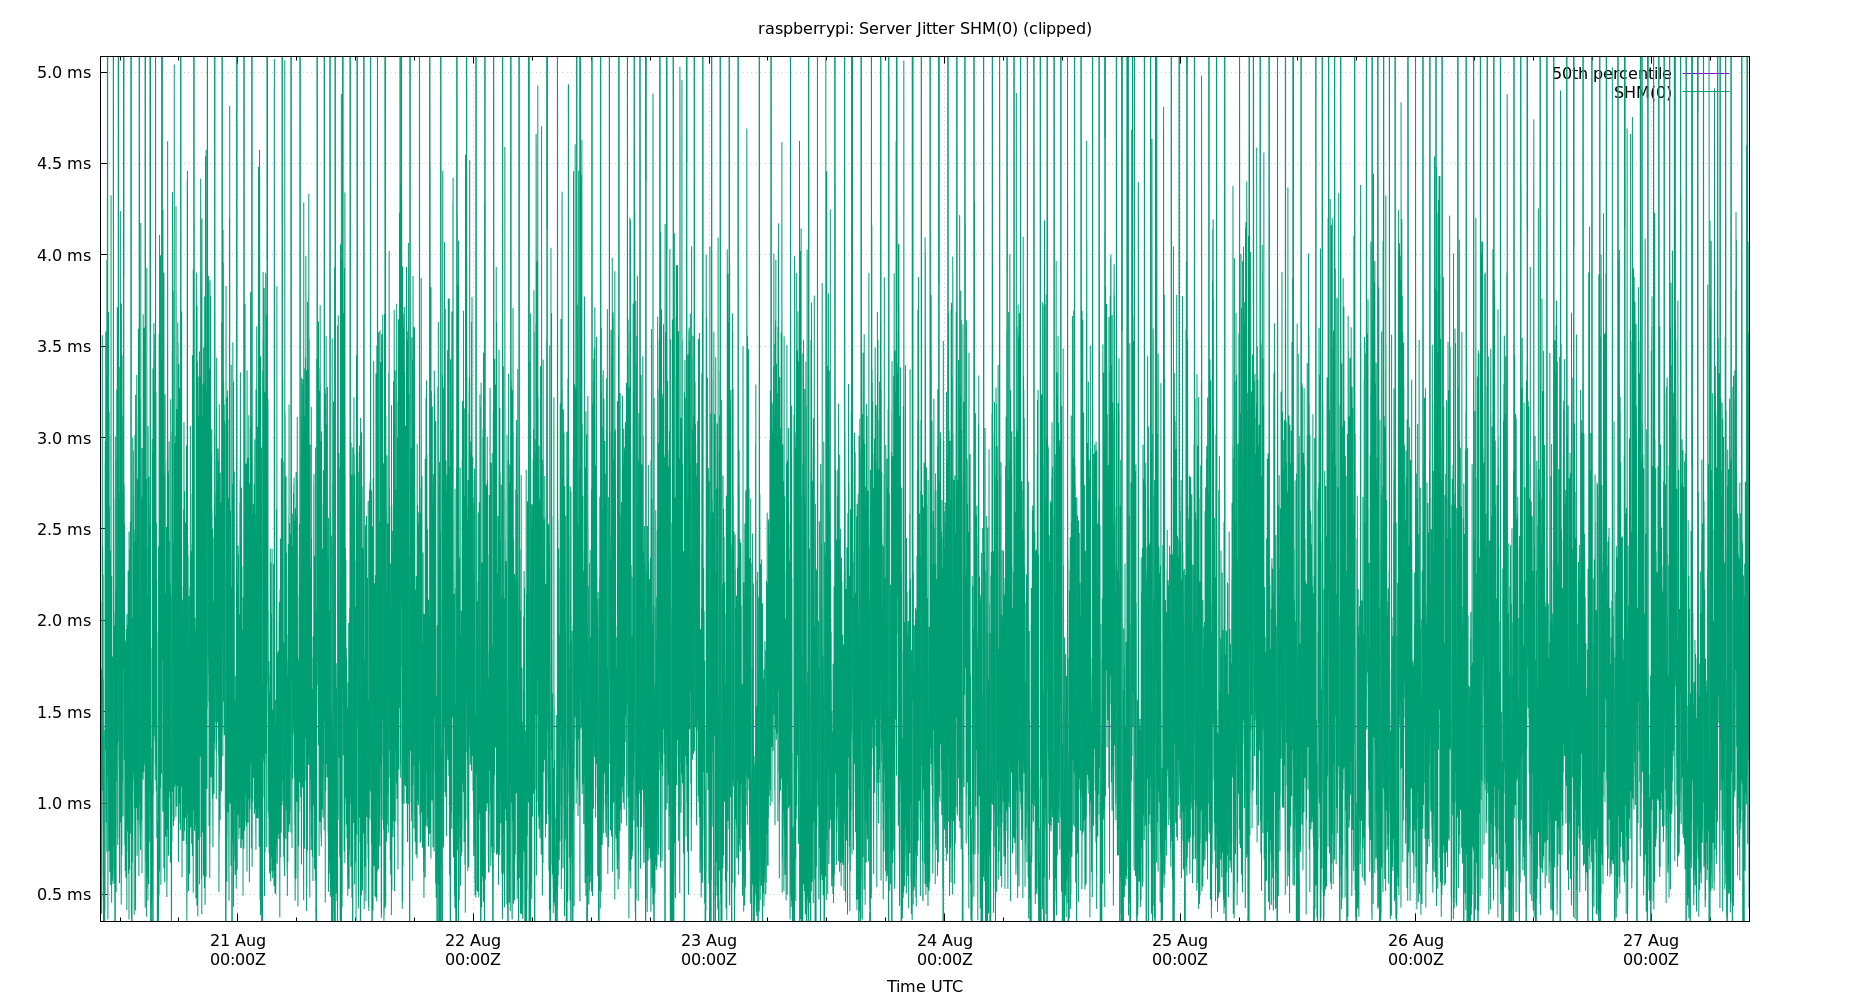 raspberrypi: Server Jitter SHM(0) (clipped)
5.0 ms
50th percentile
SHM(0)
4.5 ms
4.0 ms
3.5 ms
3.0 ms
2.5 ms
2.0 ms
1.5 ms
1.0 ms
0.5 ms
21 Aug 22 Aug 23 Aug 24 Aug 25 Aug 26 Aug 27 Aug
00:00Z 00:00Z 00:00Z 00:00Z 00:00Z 00:00Z 00:00Z
Time UTC